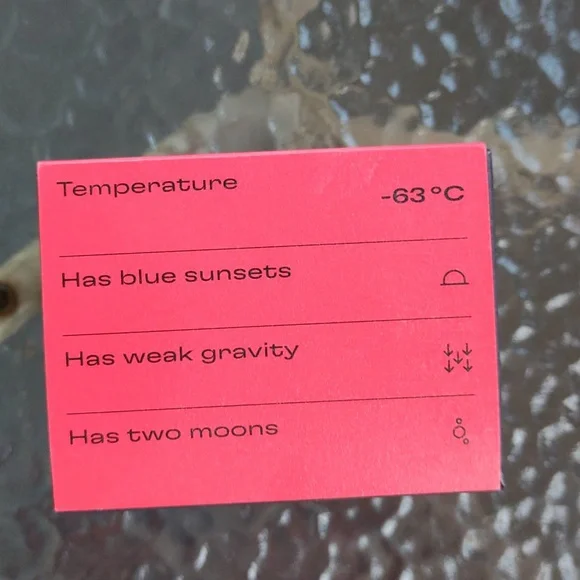 Temperature -63°C
Has blue sunsets
Has weak gravity
Has two moons